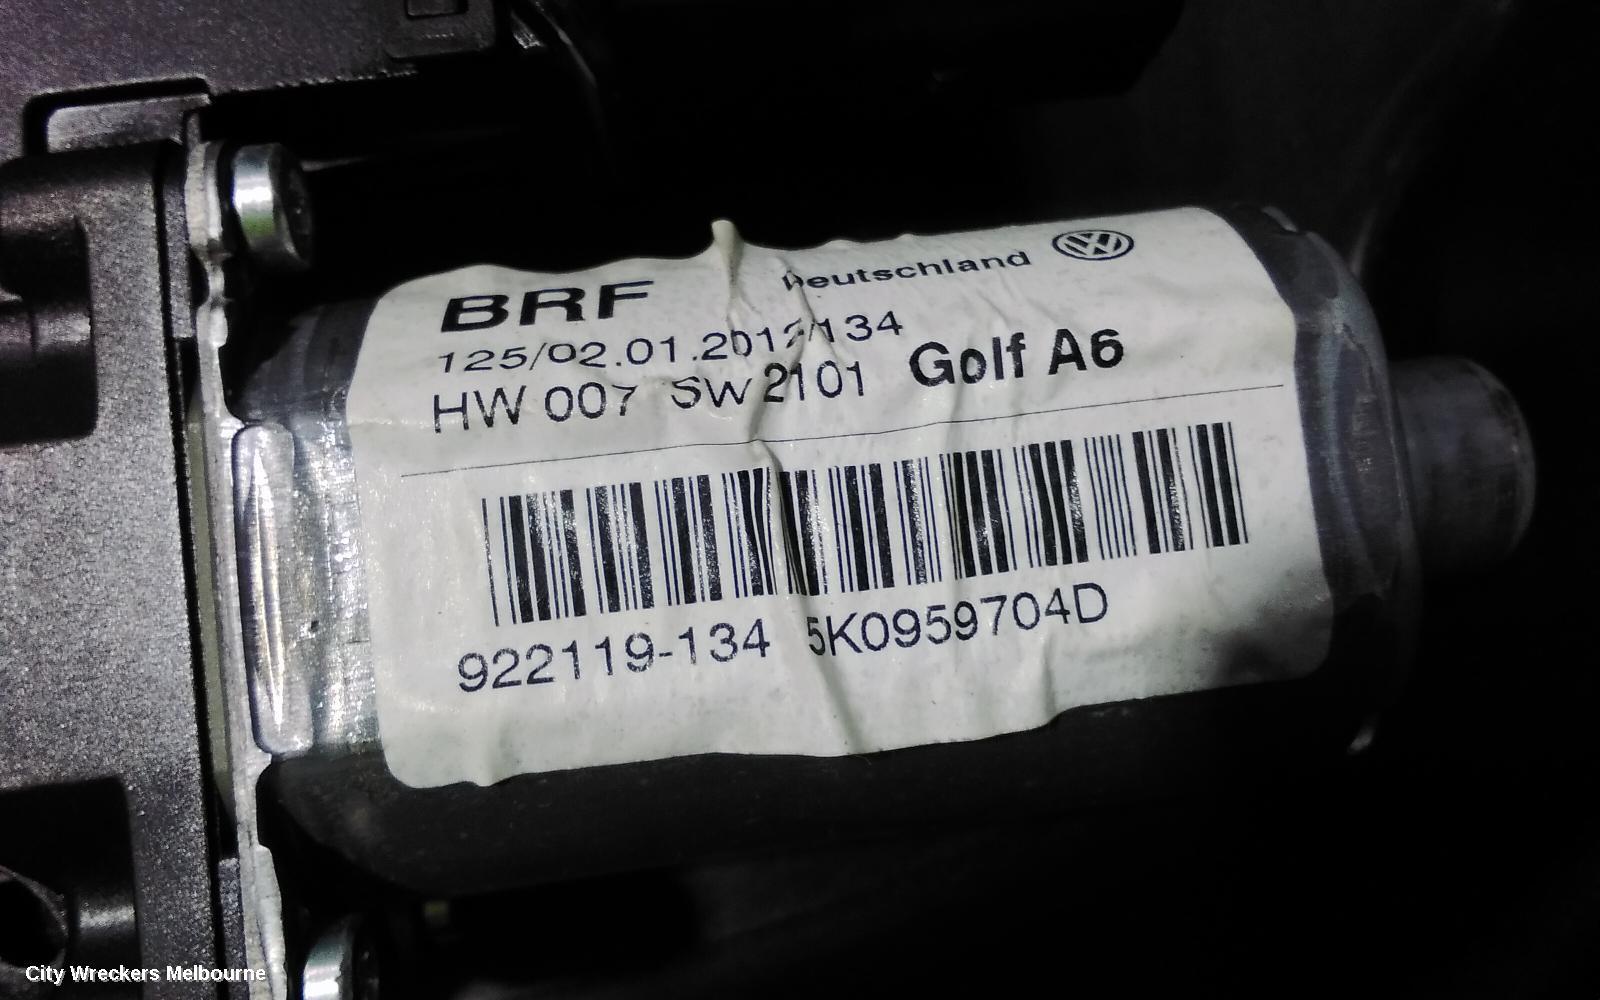 BRF
Deutschland
125/02.01.2012/134
HW 007 SW 2101
Golf A6
922119-134 5K0959704D
City Wreckers Melbourne